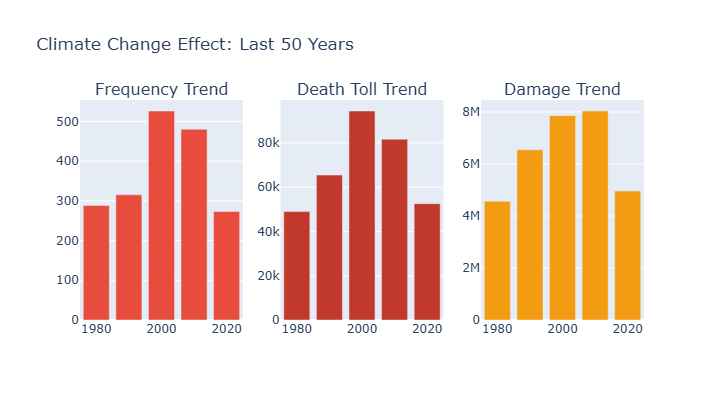 Climate Change Effect: Last 50 Years
Frequency Trend
500
400
300
200
100
0
1980 2000 2020
Death Toll Trend
80k
60k
40k
20k
0
1980 2000 2020
Damage Trend
8M
6M
4M
2M
0
1980 2000 2020